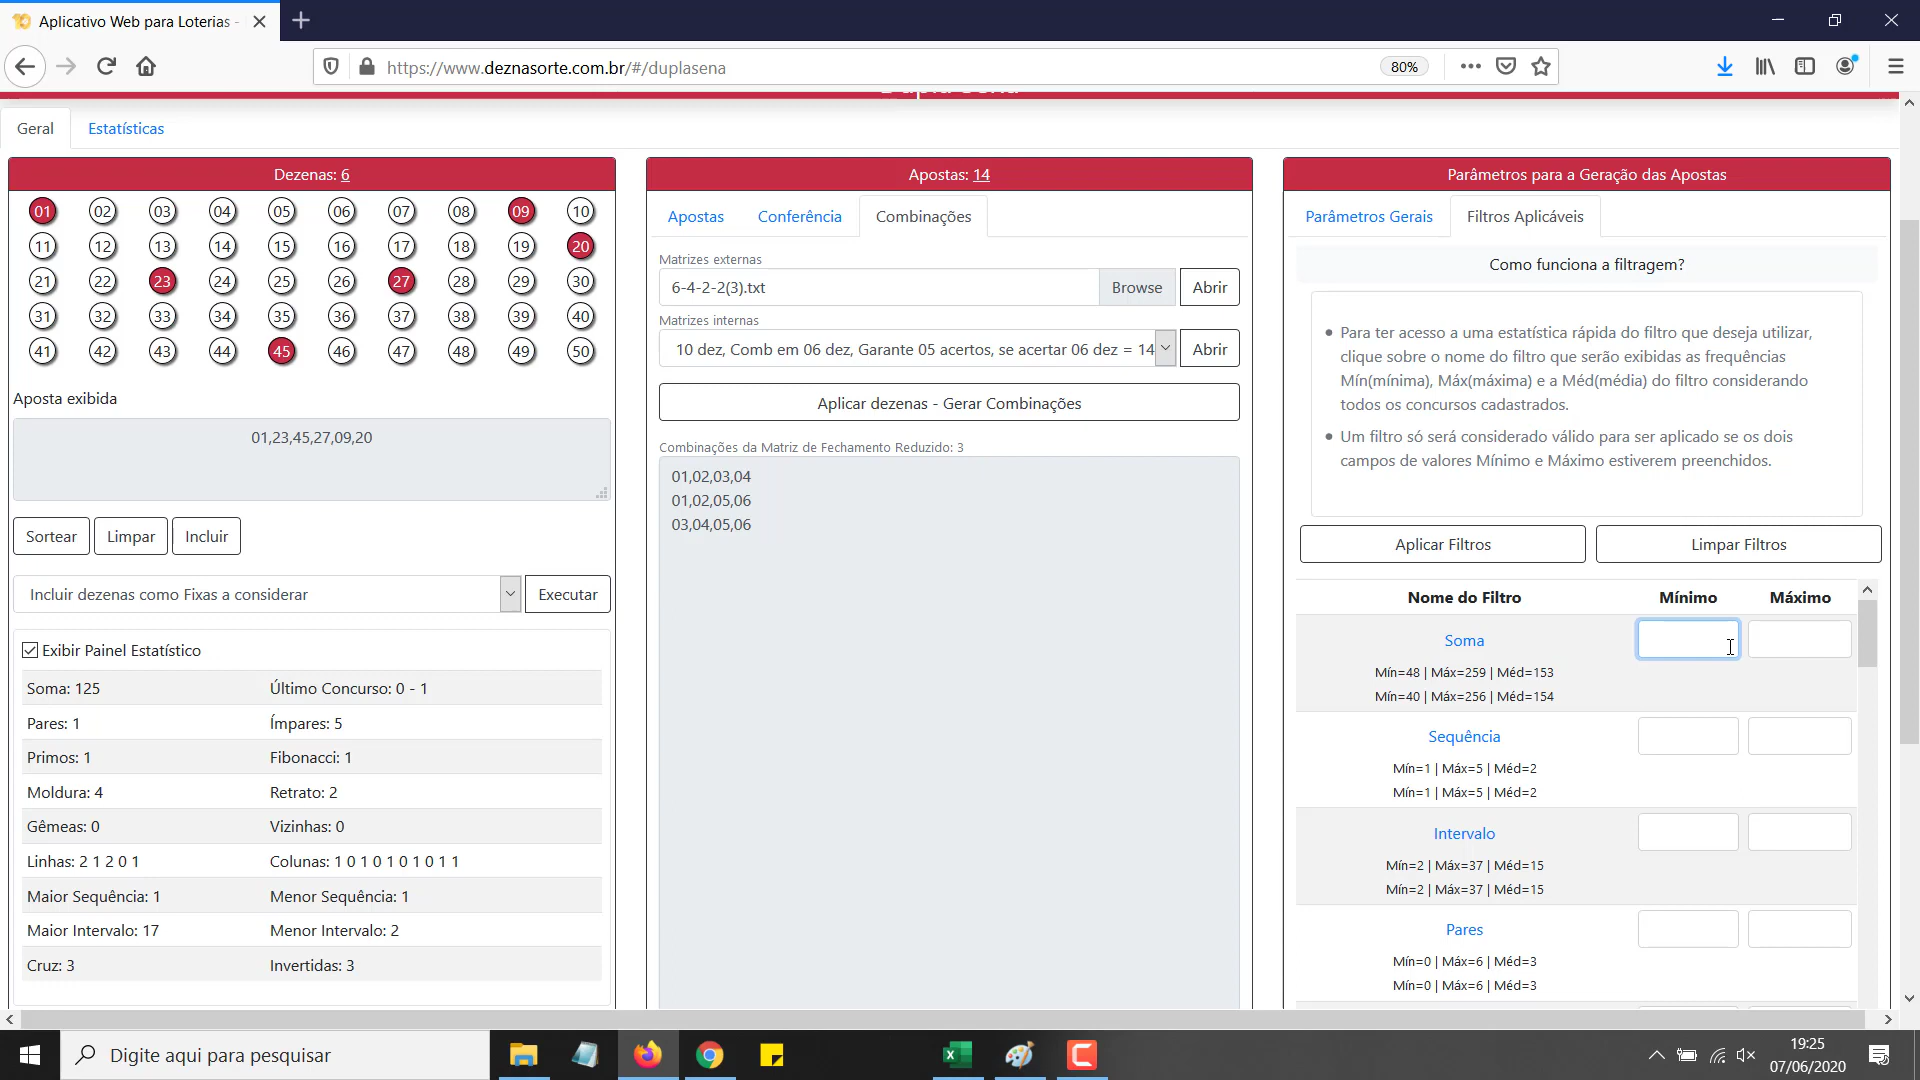 Aplicativo Web para Loterias -
https://www.deznasorte.com.br/#/duplasena
80%
Geral
Estatísticas
Dezenas: 6
01 02 03 04 05 06 07 08 09 10
11 12 13 14 15 16 17 18 19 20
21 22 23 24 25 26 27 28 29 30
31 32 33 34 35 36 37 38 39 40
41 42 43 44 45 46 47 48 49 50
Aposta exibida
01,23,45,27,09,20
Sortear
Limpar
Incluir
Incluir dezenas como Fixas a considerar
Executar
Exibir Painel Estatístico
Soma: 125
Último Concurso: 0 - 1
Pares: 1
Ímpares: 5
Primos: 1
Fibonacci: 1
Moldura: 4
Retrato: 2
Gêmeas: 0
Vizinhas: 0
Linhas: 2 1 2 0 1
Colunas: 1 0 1 0 1 0 1 0 1 1
Maior Sequência: 1
Menor Sequência: 1
Maior Intervalo: 17
Menor Intervalo: 2
Cruz: 3
Invertidas: 3
Apostas: 14
Apostas
Conferência
Combinações
Matrizes externas
6-4-2-2(3).txt
Browse
Abrir
Matrizes internas
10 dez, Comb em 06 dez, Garante 05 acertos, se acertar 06 dez = 14
Abrir
Aplicar dezenas - Gerar Combinações
Combinações da Matriz de Fechamento Reduzido: 3
01,02,03,04
01,02,05,06
03,04,05,06
Parâmetros para a Geração das Apostas
Parâmetros Gerais
Filtros Aplicáveis
Como funciona a filtragem?
Para ter acesso a uma estatística rápida do filtro que deseja utilizar,
clique sobre o nome do filtro que serão exibidas as frequências
Mín(mínima), Máx(máxima) e a Méd(média) do filtro considerando
todos os concursos cadastrados.
Um filtro só será considerado válido para ser aplicado se os dois
campos de valores Mínimo e Máximo estiverem preenchidos.
Aplicar Filtros
Limpar Filtros
Nome do Filtro
Mínimo
Máximo
Soma
Mín=48 | Máx=259 | Méd=153
Mín=40 | Máx=256 | Méd=154
Sequência
Mín=1 | Máx=5 | Méd=2
Mín=1 | Máx=5 | Méd=2
Intervalo
Mín=2 | Máx=37 | Méd=15
Mín=2 | Máx=37 | Méd=15
Pares
Mín=0 | Máx=6 | Méd=3
Mín=0 | Máx=6 | Méd=3
Digite aqui para pesquisar
19:25
07/06/2020